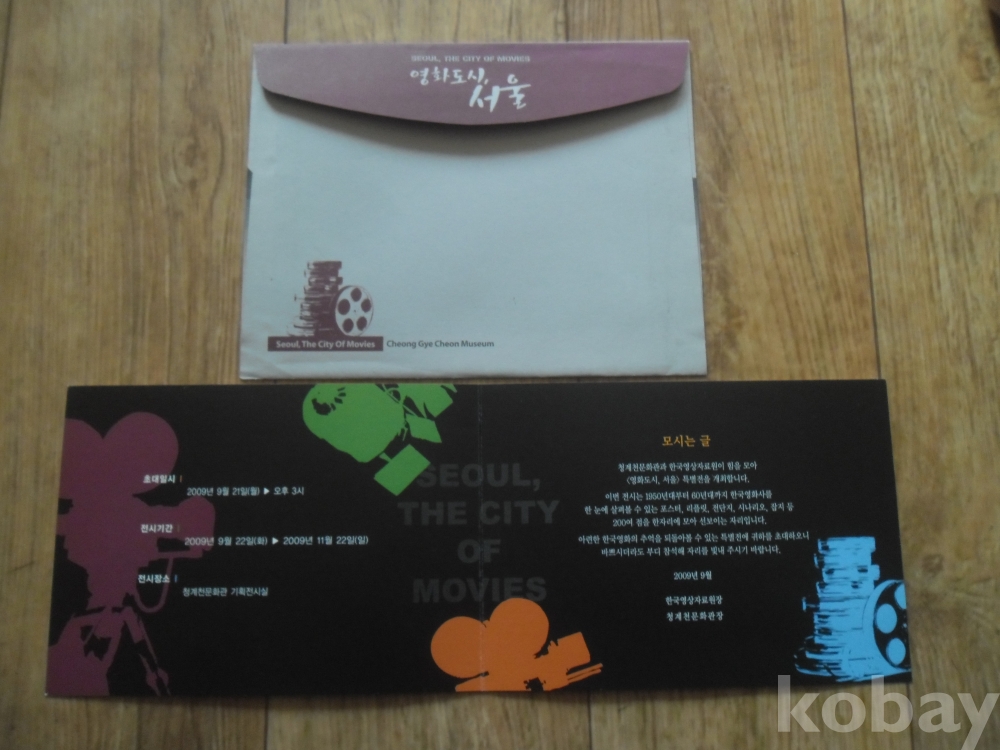 SEOUL, THE CITY OF MOVIES
영화도시,
서울
Seoul, The City Of Movies
Cheong Gye Cheon Museum
초대일시
2009년 9월 21일(월) ▶ 오후 3시
전시기간
2009년 9월 22일(화) ▶ 2009년 11월 22일(일)
전시장소
청계천문화관 기획전시실
SEOUL,
THE CITY
OF
MOVIES
모시는 글
청계천문화관과 한국영상자료원이 힘을 모아
〈영화도시, 서울〉 특별전을 개최합니다.
이번 전시는 1950년대부터 60년대까지 한국영화사를
한 눈에 살펴볼 수 있는 포스터, 리플릿, 전단지, 시나리오, 잡지 등
200여 점을 한자리에 모아 선보이는 자리입니다.
아련한 한국영화의 추억을 되돌아볼 수 있는 특별전에 귀하를 초대하오니
바쁘시더라도 부디 참석해 자리를 빛내 주시기 바랍니다.
2009년 9월
한국영상자료원장
청계천문화관장
kobay